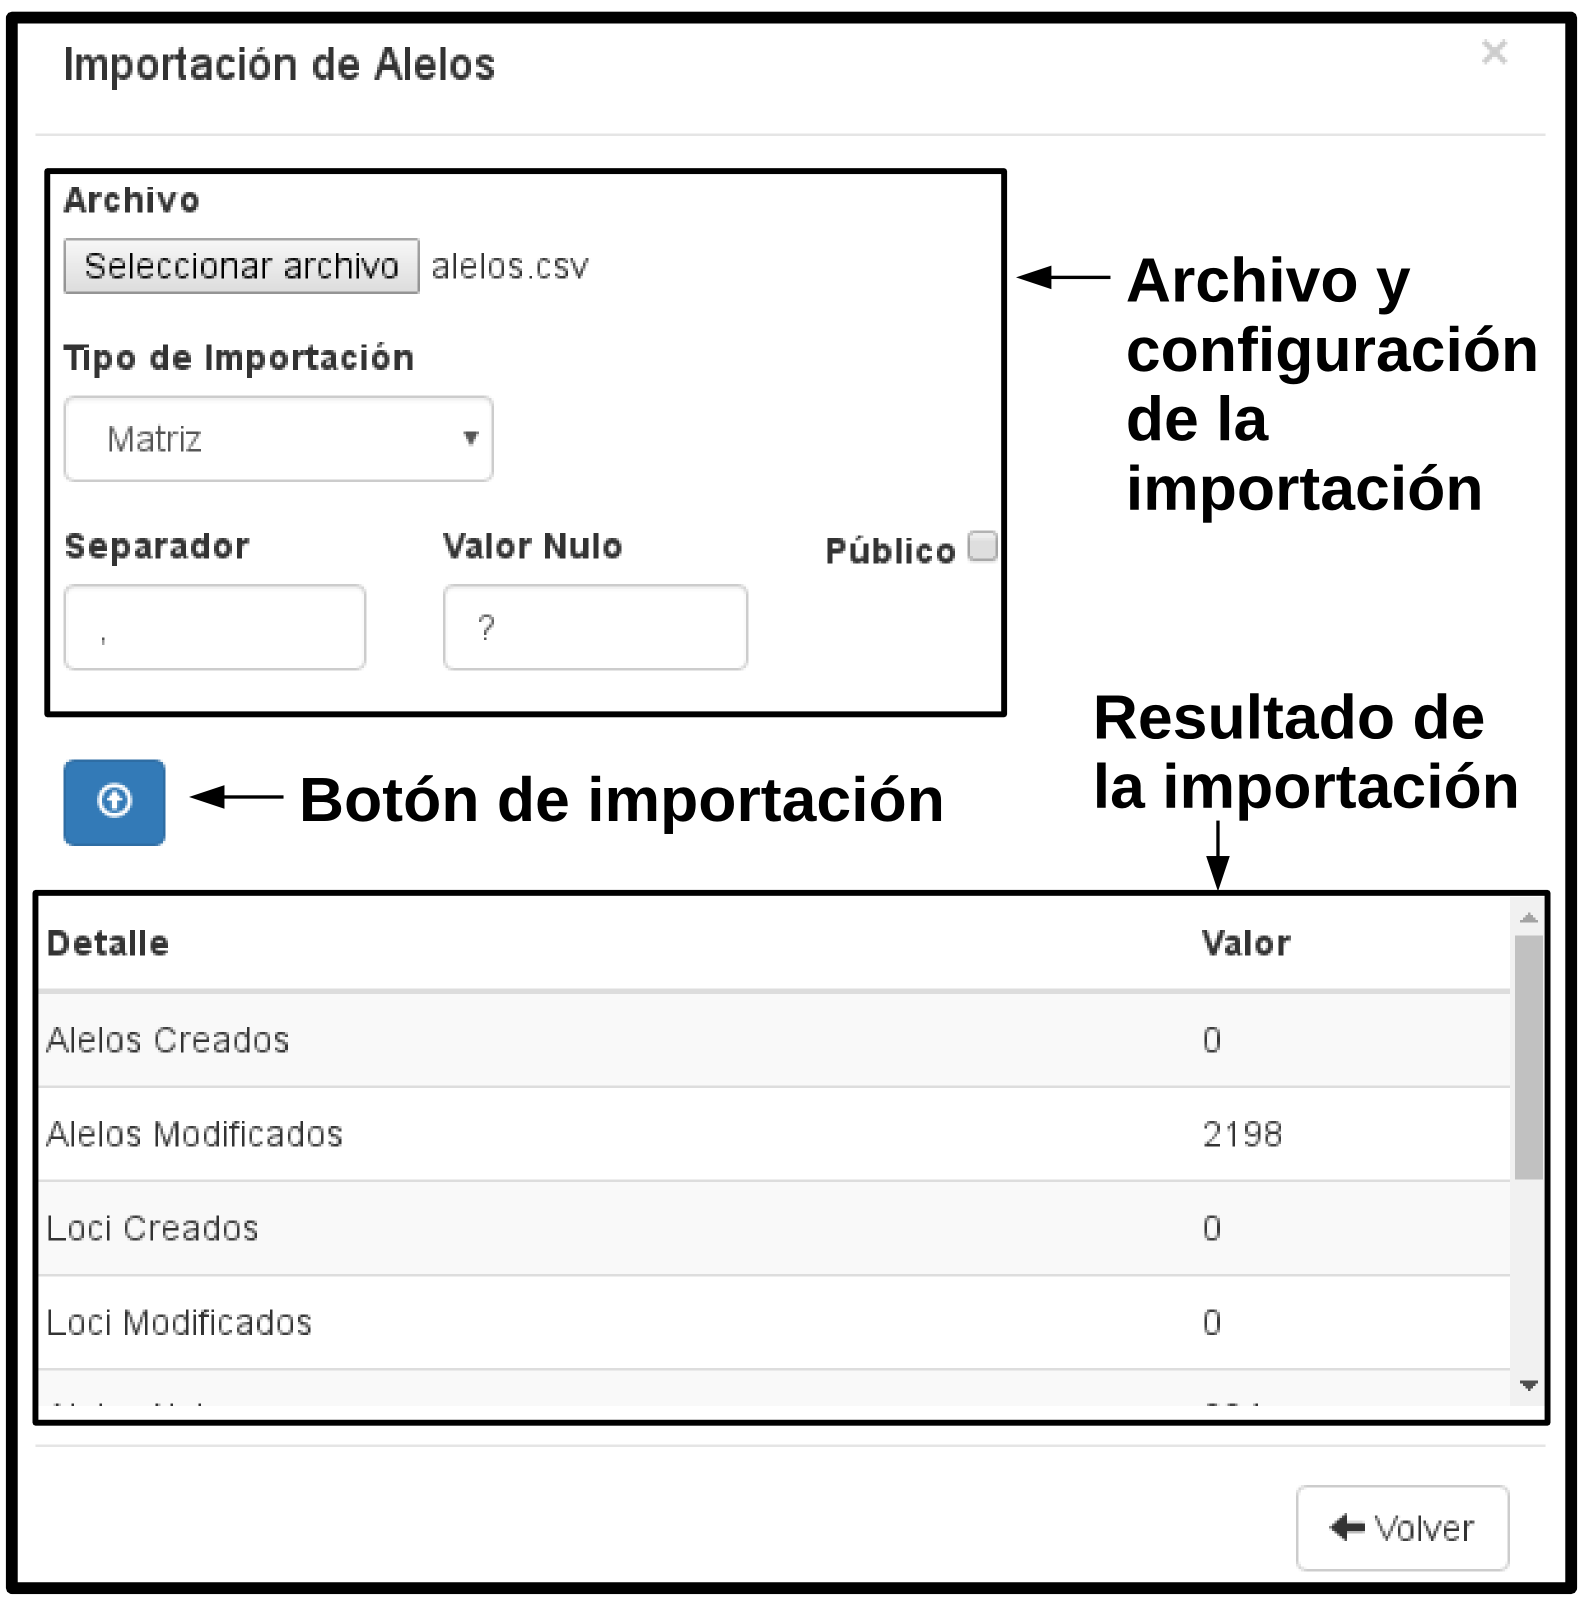 Importación de Alelos
×
Archivo
Seleccionar archivo alelos.csv
Archivo y
configuración
de la
importación
Tipo de Importación
Matriz
Separador Valor Nulo Público
, ?
Resultado de
la importación
Botón de importación
Detalle Valor
Alelos Creados 0
Alelos Modificados 2198
Loci Creados 0
Loci Modificados 0
Volver